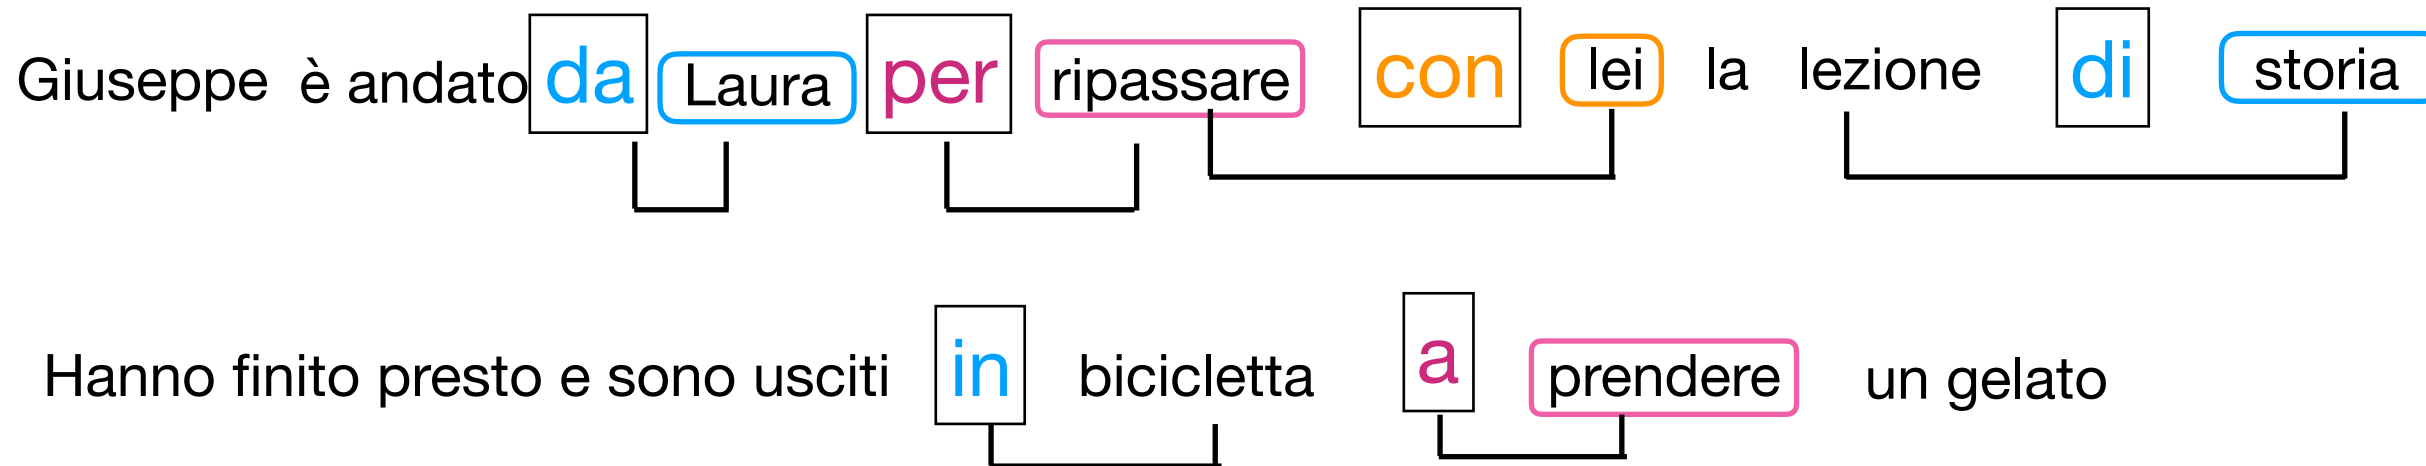 Giuseppe è andato da Laura per ripassare con lei la lezione di storia
Hanno finito presto e sono usciti in bicicletta a prendere un gelato